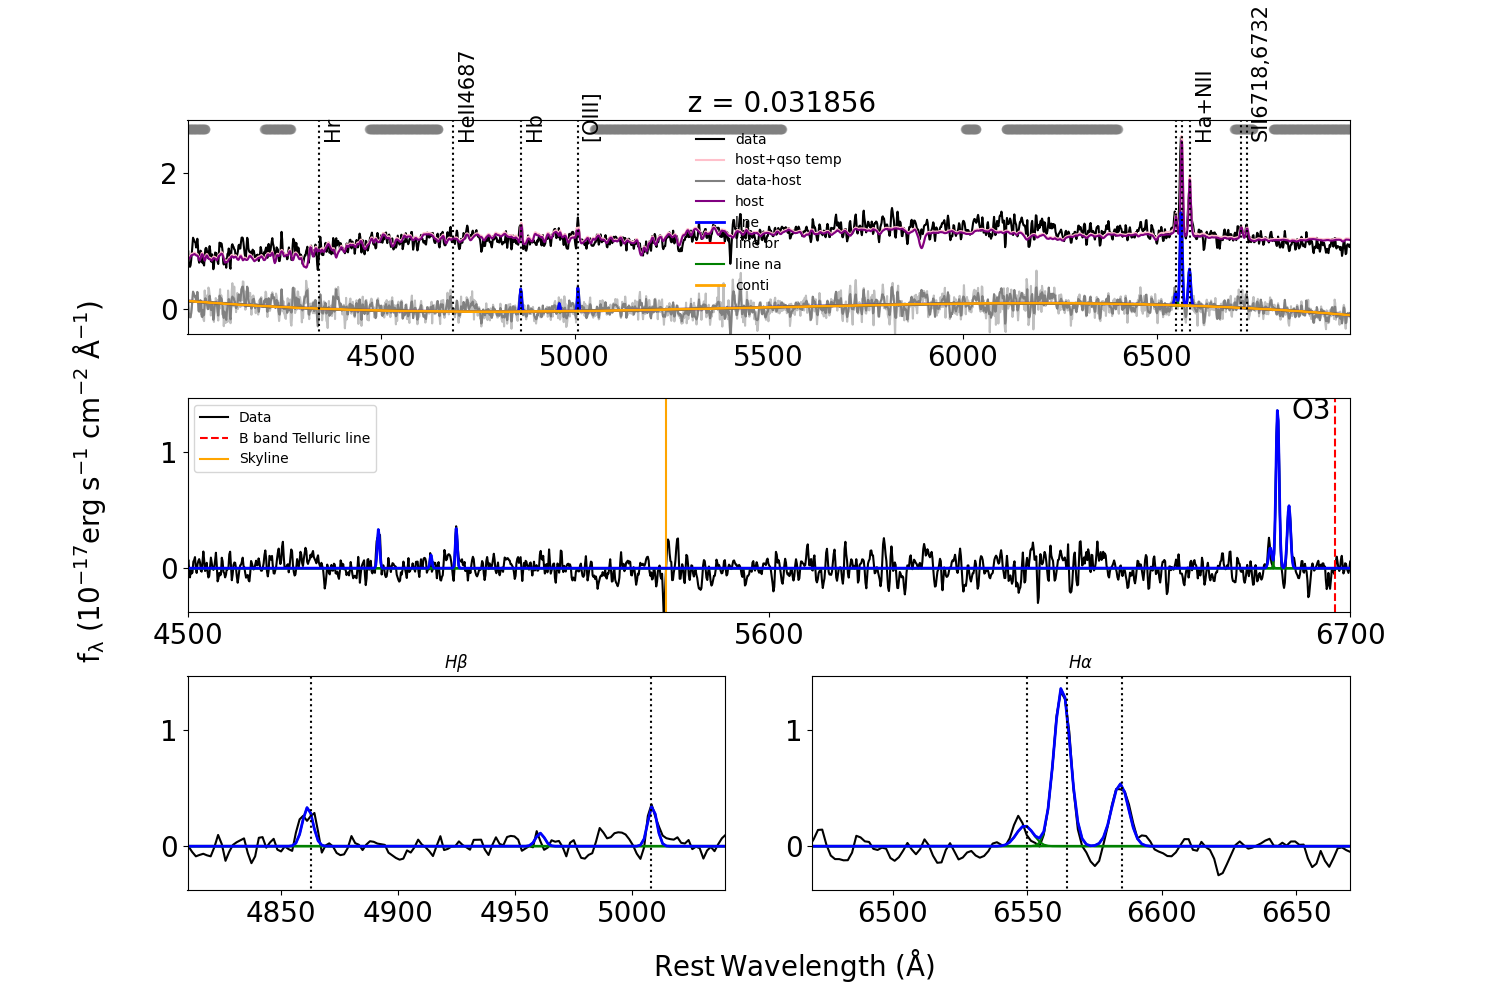 z = 0.031856
Hr
HeII4687
Hb
[OIII]
Ha+NII
SII6718,6732
data
host+qso temp
data-host
host
line
line br
line na
conti
2
0
4500
5000
5500
6000
6500
Data
B band Telluric line
Skyline
O3
1
0
4500
5600
6700
fλ (10⁻¹⁷erg s⁻¹ cm⁻² Å⁻¹)
Hβ
1
0
4850
4900
4950
5000
Hα
1
0
6500
6550
6600
6650
Rest Wavelength (Å)